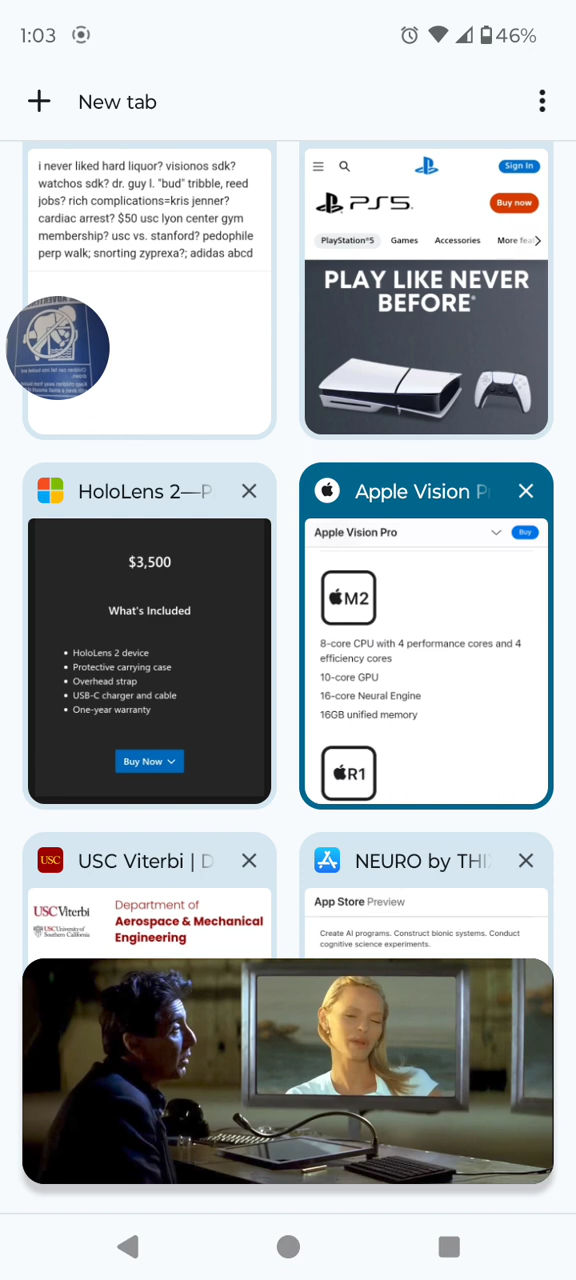 1:03 46%
New tab
i never liked hard liquor? visionos sdk?
watchos sdk? dr. guy l. "bud" tribble, reed
jobs? rich complications=kris jenner?
cardiac arrest? $50 usc lyon center gym
membership? usc vs. stanford? pedophile
perp walk; snorting zyprexa?; adidas abcd
Sign In
PS5 Buy now
PlayStation®5 Games Accessories More
PLAY LIKE NEVER
BEFORE
HoloLens 2—P
$3,500
What's Included
HoloLens 2 device
Protective carrying case
Overhead strap
USB-C charger and cable
One-year warranty
Buy Now
Apple Vision
Apple Vision Pro Buy
M2
8-core CPU with 4 performance cores and 4
efficiency cores
10-core GPU
16-core Neural Engine
16GB unified memory
R1
USC USC Viterbi |
USCViterbi
USC University of
Southern California
Department of
Aerospace & Mechanical
Engineering
NEURO by
App Store Preview
Create AI programs. Construct bionic systems. Conduct
cognitive science experiments.